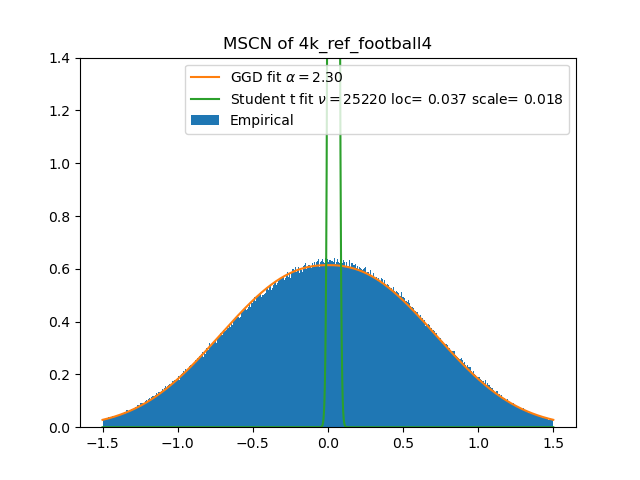 MSCN of 4k_ref_football4
GGD fit α = 2.30
Student t fit ν = 25220 loc= 0.037 scale= 0.018
Empirical
1.4
1.2
1.0
0.8
0.6
0.4
0.2
0.0
−1.5 −1.0 −0.5 0.0 0.5 1.0 1.5